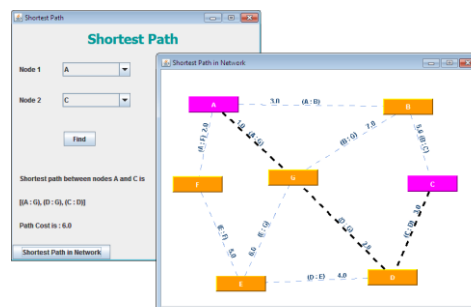 Shortest Path
Shortest Path
Node 1
A
Node 2
C
Find
Shortest path between nodes A and C is
[(A : G), (D : G), (C : D)]
Path Cost is : 6.0
Shortest Path in Network
Shortest Path in Network
A
3.0 (A : B)
B
(A : F) 2.0
1.0 (A : G)
(B : G) 7.0
5.0 (B : C)
F
G
C
(E : F) 5.0
6.0 (E : G)
(D : G) 2.0
(C : D) 3.0
E
(D : E) 4.0
D